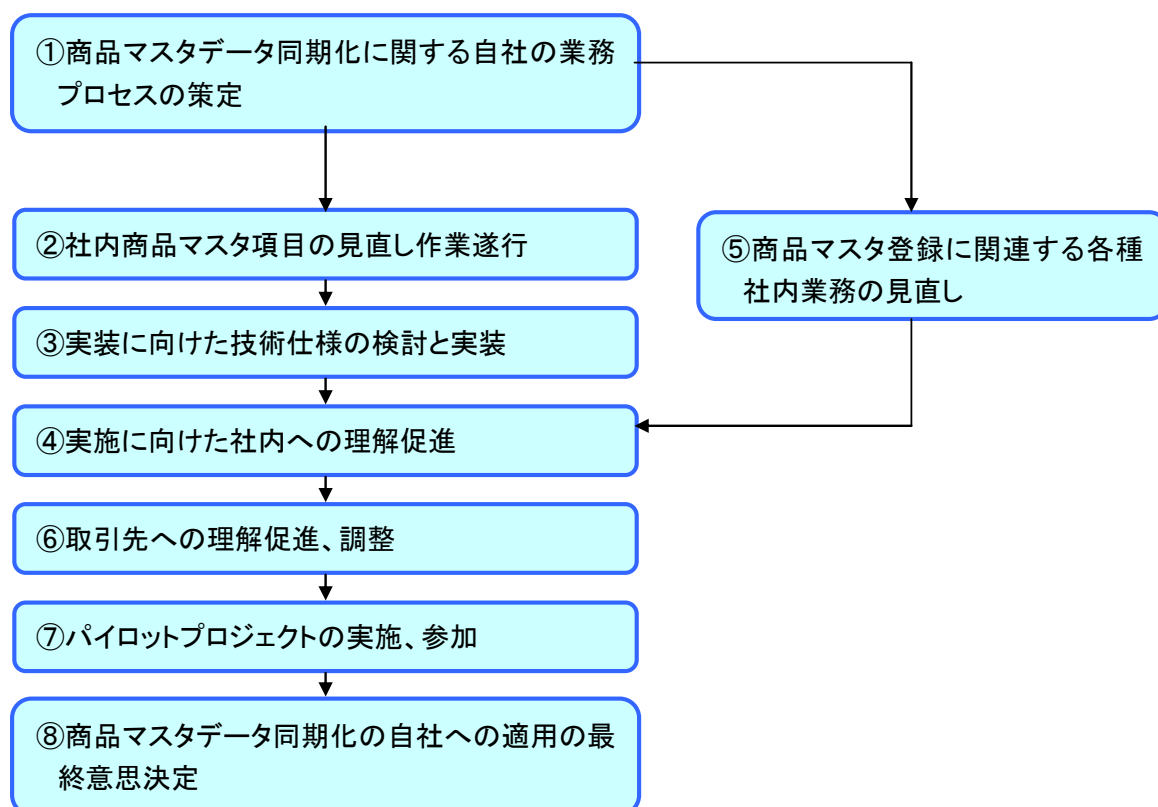 ①商品マスタデータ同期化に関する自社の業務
プロセスの策定
②社内商品マスタ項目の見直し作業遂行
⑤商品マスタ登録に関連する各種
社内業務の見直し
③実装に向けた技術仕様の検討と実装
④実施に向けた社内への理解促進
⑥取引先への理解促進、調整
⑦パイロットプロジェクトの実施、参加
⑧商品マスタデータ同期化の自社への適用の最
終意思決定